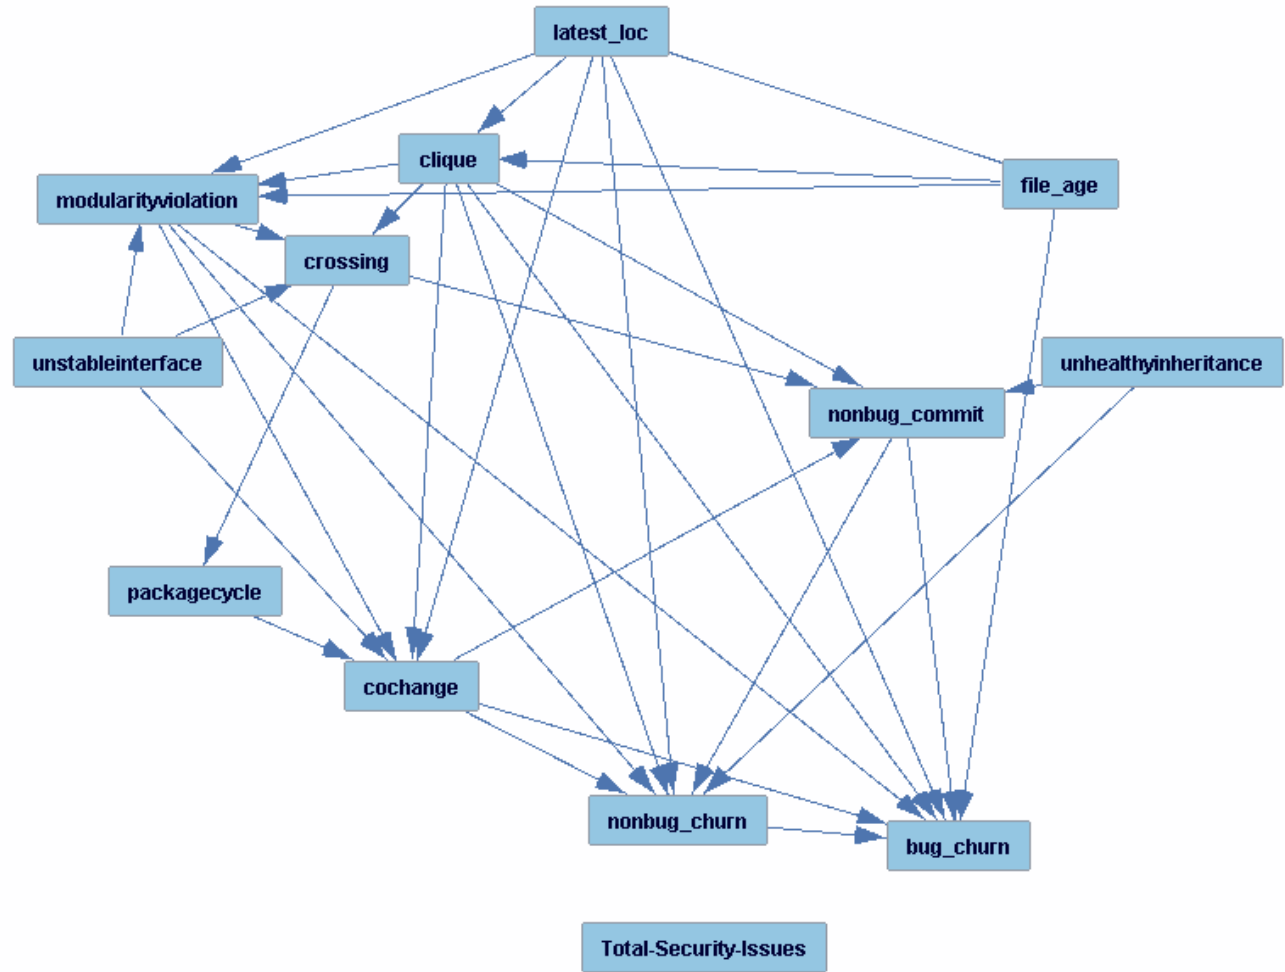 latest_loc
clique
file_age
modularityviolation
crossing
unstableinterface
unhealthyinheritance
nonbug_commit
packagecycle
cochange
nonbug_churn
bug_churn
Total-Security-Issues